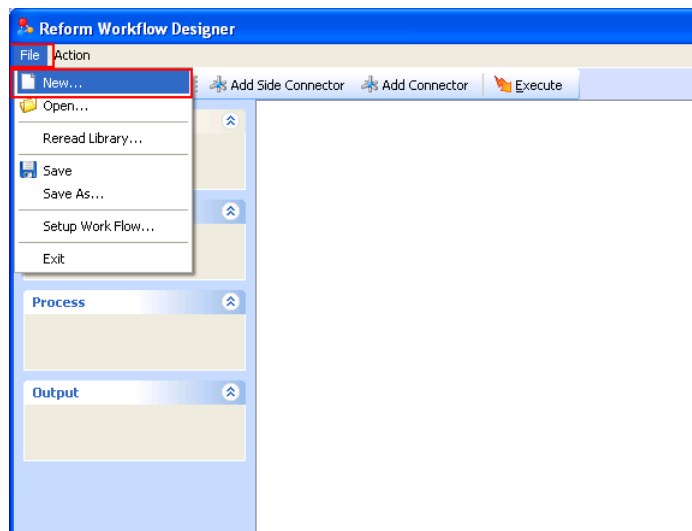 Reform Workflow Designer
File Action
New...
Add Side Connector Add Connector Execute
Open...
Reread Library...
Save
Save As...
Setup Work Flow...
Exit
Process
Output